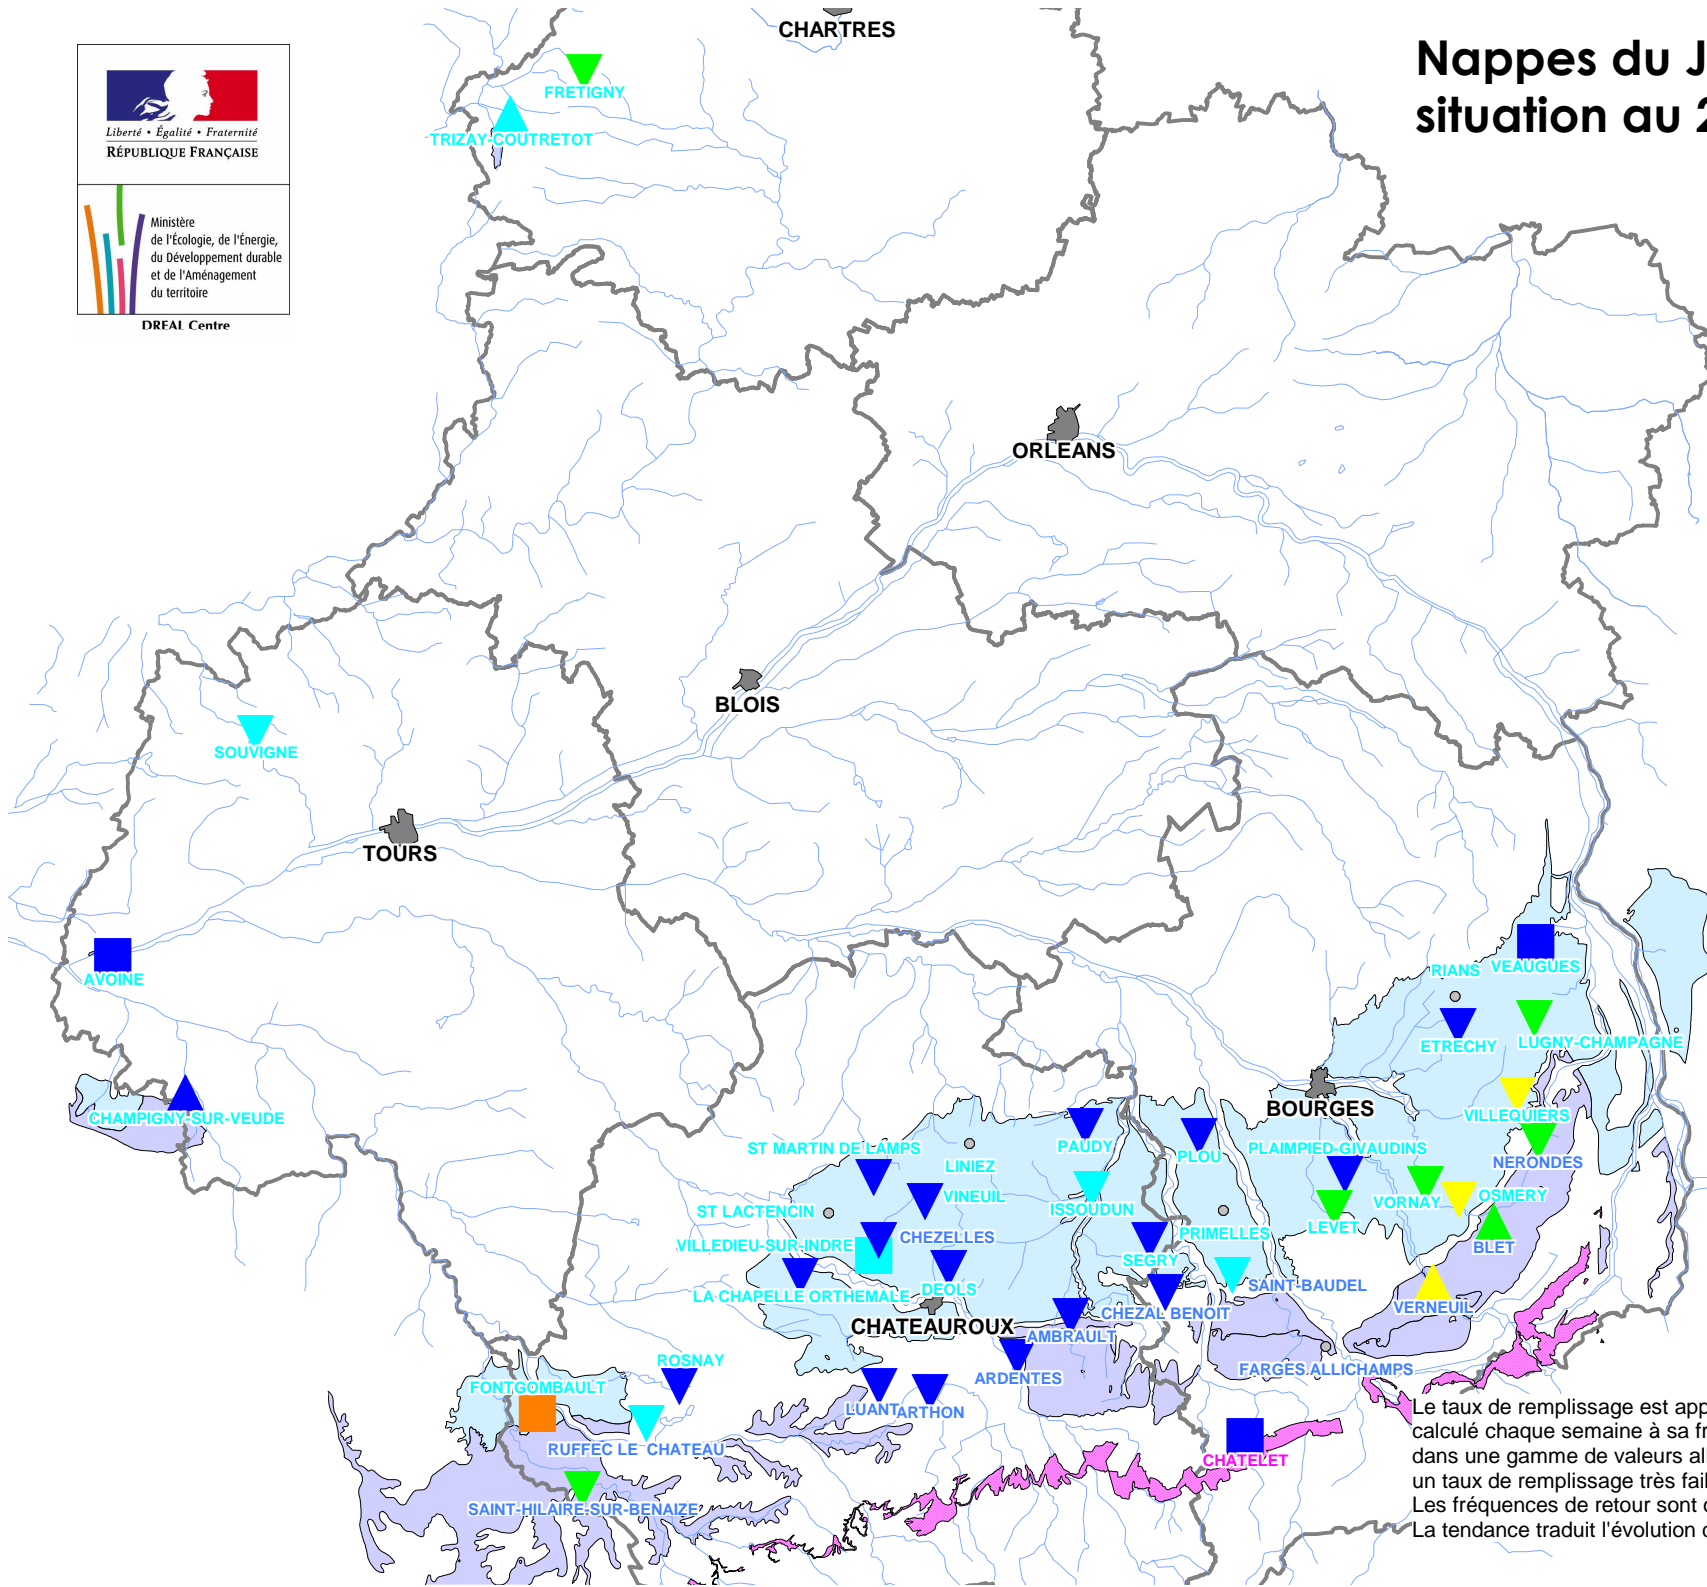 CHARTRES
Nappes du J
situation au 2
FRETIGNY
TRIZAY-COUTRETOT
Liberté • Égalité • Fraternité
RÉPUBLIQUE FRANÇAISE
Ministère
de l'Écologie, de l'Énergie,
du Développement durable
et de l'Aménagement
du territoire
DREAL Centre
ORLEANS
BLOIS
SOUVIGNE
TOURS
AVOINE
RIANS
VEAUGUES
ETRECHY
LUGNY-CHAMPAGNE
CHAMPIGNY-SUR-VEUDE
BOURGES
VILLEQUIERS
ST MARTIN DE LAMPS
LINIEZ
PAUDY
PLOU
PLAIMPIED-GIVAUDINS
NERONDES
VINEUIL
ST LACTENCIN
ISSOUDUN
VORNAY
OSMERY
LEVET
PRIMELLES
VILLEDIEU-SUR-INDRE
CHEZELLES
SEGRY
BLET
LA CHAPELLE ORTHEMALE
DEOLS
SAINT-BAUDEL
CHEZAL BENOIT
VERNEUIL
CHATEAUROUX
AMBRAULT
ROSNAY
ARDENTES
FARGES ALLICHAMPS
FONTGOMBAULT
LUANT
ARTHON
RUFFEC LE CHATEAU
CHATELET
SAINT-HILAIRE-SUR-BENAIZE
Le taux de remplissage est app
calculé chaque semaine à sa fr
dans une gamme de valeurs al
un taux de remplissage très fail
Les fréquences de retour sont
La tendance traduit l'évolution